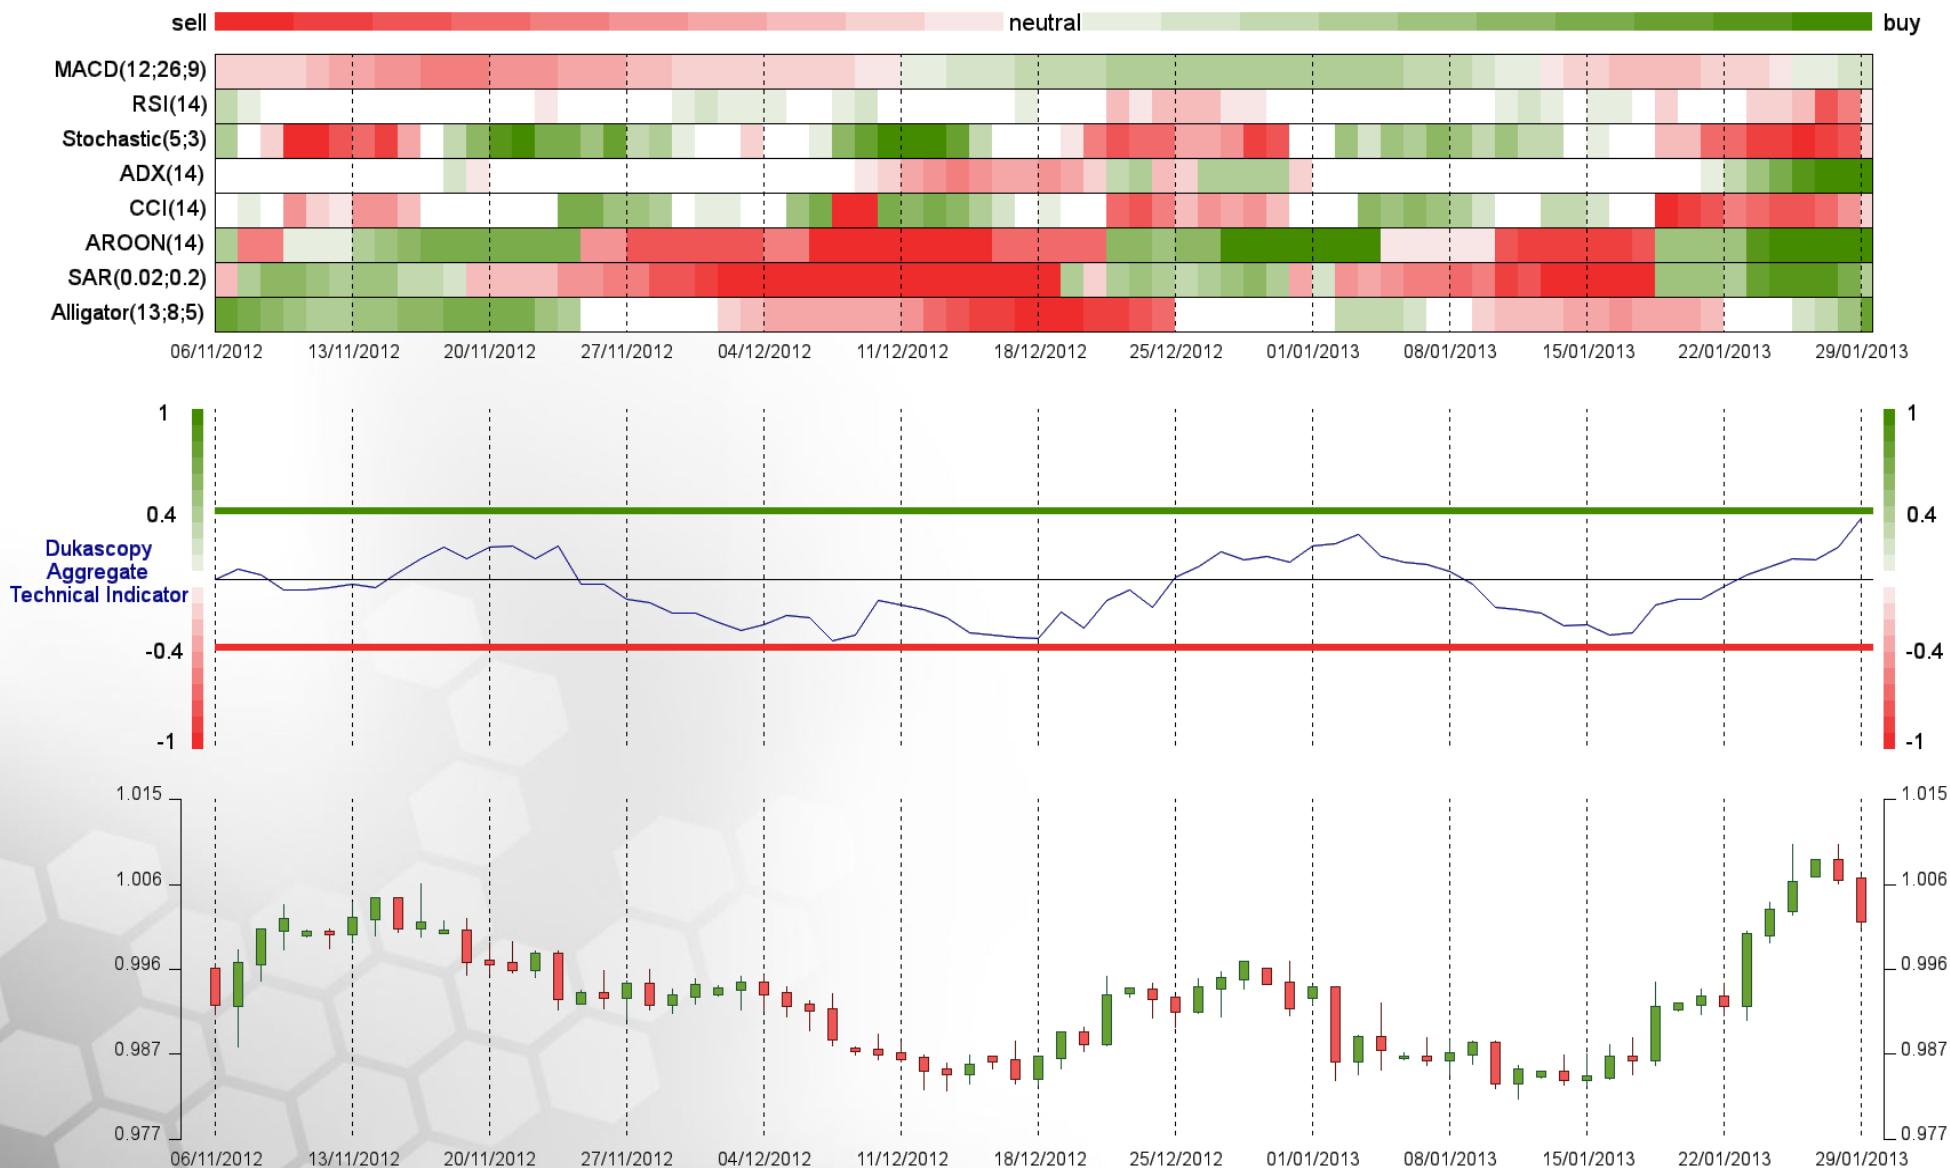 sell neutral buy
MACD(12;26;9)
RSI(14)
Stochastic(5;3)
ADX(14)
CCI(14)
AROON(14)
SAR(0.02;0.2)
Alligator(13;8;5)
06/11/2012 13/11/2012 20/11/2012 27/11/2012 04/12/2012 11/12/2012 18/12/2012 25/12/2012 01/01/2013 08/01/2013 15/01/2013 22/01/2013 29/01/2013
1 1
0.4 0.4
Dukascopy
Aggregate
Technical Indicator
-0.4 -0.4
-1 -1
1.015 1.015
1.006 1.006
0.996 0.996
0.987 0.987
0.977 0.977
06/11/2012 13/11/2012 20/11/2012 27/11/2012 04/12/2012 11/12/2012 18/12/2012 25/12/2012 01/01/2013 08/01/2013 15/01/2013 22/01/2013 29/01/2013